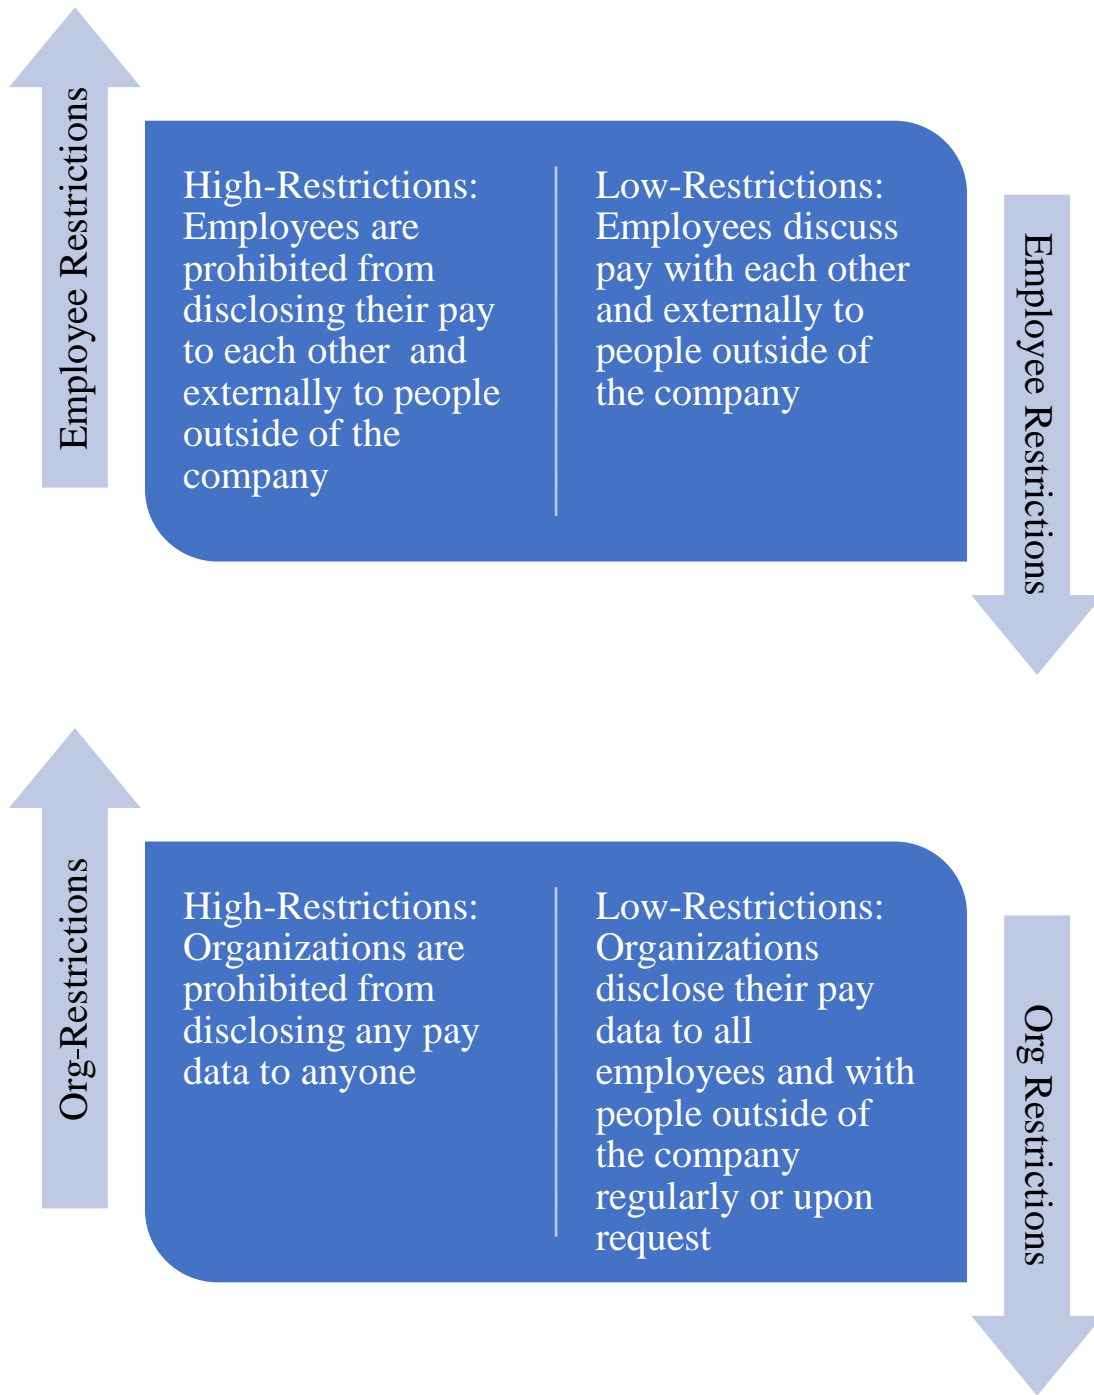 Employee Restrictions
High-Restrictions:
Employees are
prohibited from
disclosing their pay
to each other  and
externally to people
outside of the
company
Low-Restrictions:
Employees discuss
pay with each other
and externally to
people outside of
the company
Employee Restrictions
Org-Restrictions
High-Restrictions:
Organizations are
prohibited from
disclosing any pay
data to anyone
Low-Restrictions:
Organizations
disclose their pay
data to all
employees and with
people outside of
the company
regularly or upon
request
Org Restrictions